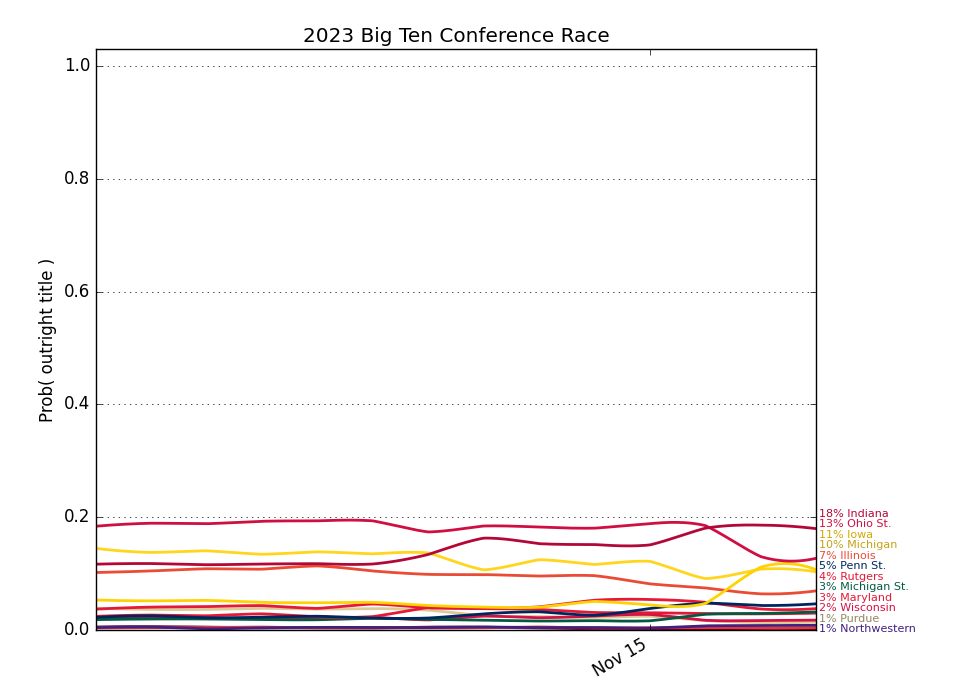 2023 Big Ten Conference Race
1.0
0.8
0.6
0.4
0.2
0.0
Prob( outright title )
Nov 15
18% Indiana
13% Ohio St.
11% Iowa
10% Michigan
7% Illinois
5% Penn St.
4% Rutgers
3% Michigan St.
3% Maryland
2% Wisconsin
1% Purdue
1% Northwestern